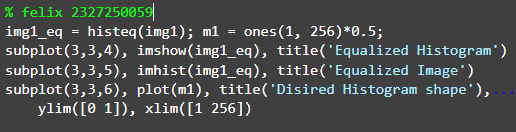 % felix 2327250059
img1_eq = histeq(img1); m1 = ones(1, 256)*0.5;
subplot(3,3,4), imshow(img1_eq), title('Equalized Histogram')
subplot(3,3,5), imhist(img1_eq), title('Equalized Image')
subplot(3,3,6), plot(m1), title('Disired Histogram shape'),...
ylim([0 1]), xlim([1 256])